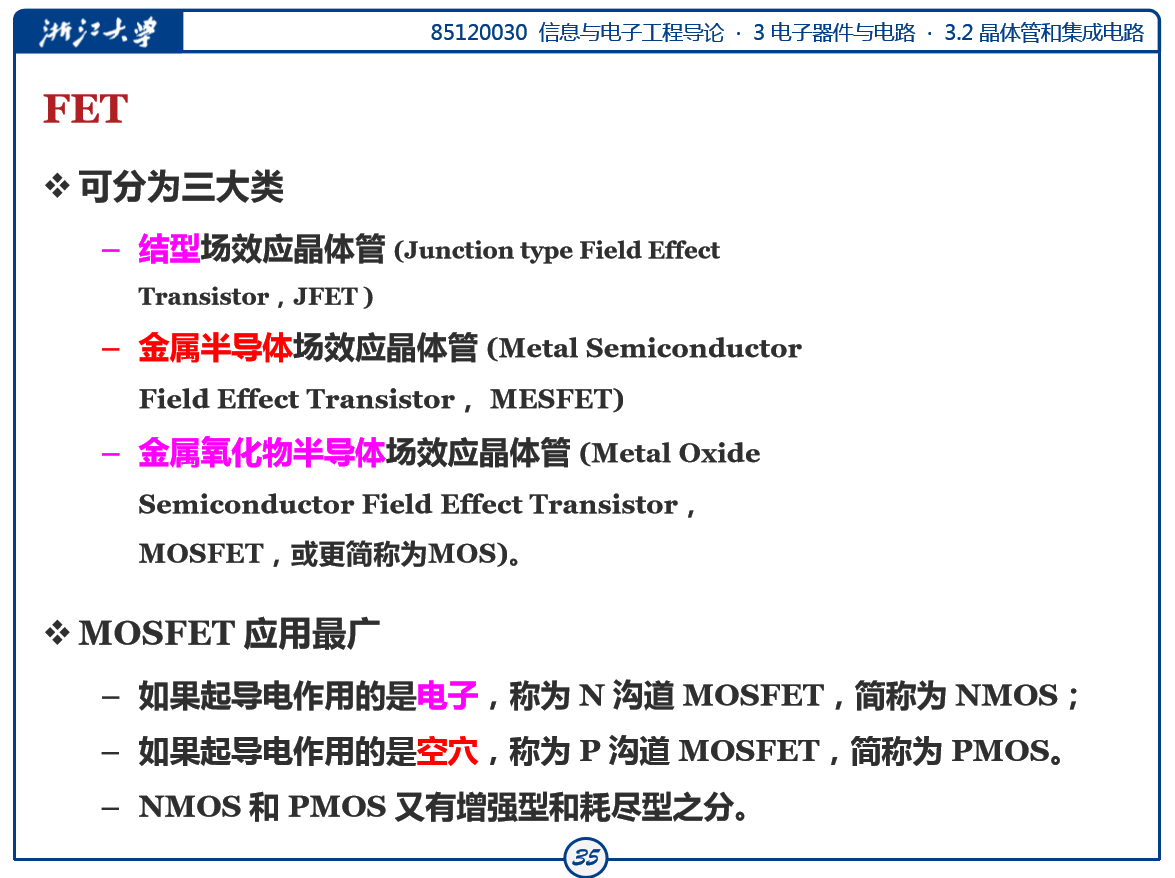 浙江大学
85120030 信息与电子工程导论 · 3 电子器件与电路 · 3.2 晶体管和集成电路
FET
❖ 可分为三大类
– 结型场效应晶体管 (Junction type Field Effect
Transistor，JFET )
– 金属半导体场效应晶体管 (Metal Semiconductor
Field Effect Transistor， MESFET)
– 金属氧化物半导体场效应晶体管 (Metal Oxide
Semiconductor Field Effect Transistor，
MOSFET，或更简称为MOS)。
❖ MOSFET 应用最广
– 如果起导电作用的是电子，称为 N 沟道 MOSFET，简称为 NMOS；
– 如果起导电作用的是空穴，称为 P 沟道 MOSFET，简称为 PMOS。
– NMOS 和 PMOS 又有增强型和耗尽型之分。
35